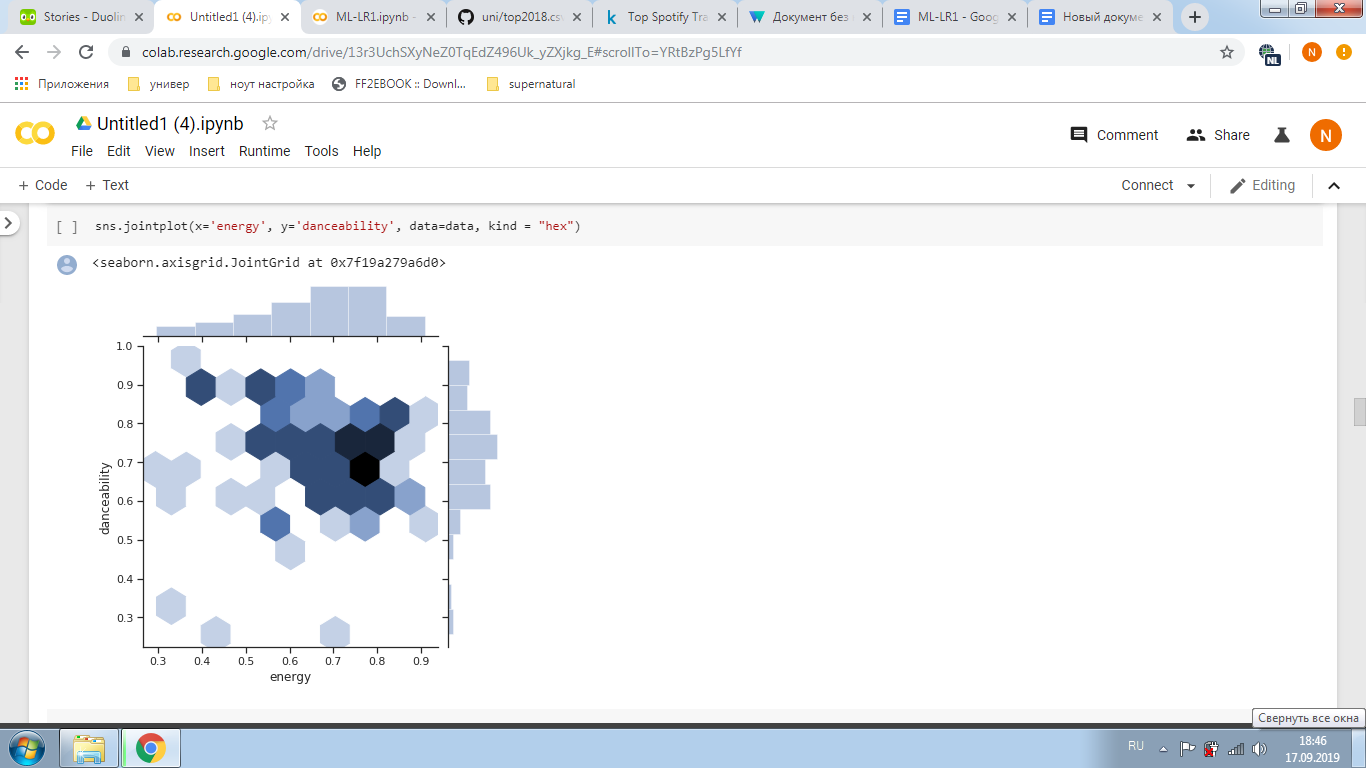 Stories - Duolin
Untitled1 (4).ipy
ML-LR1.ipynb -
uni/top2018.csv
Top Spotify Tra
Документ без
ML-LR1 - Goog
Новый докуме
colab.research.google.com/drive/13r3UchSXyNeZ0TqEdZ496Uk_yZXjkg_E#scrollTo=YRtBzPg5LfYf
NL
N
Приложения
универ
ноут настройка
FF2EBOOK :: Downl...
supernatural
Untitled1 (4).ipynb
Comment
Share
N
File Edit View Insert Runtime Tools Help
+ Code + Text
Connect
Editing
[ ] sns.jointplot(x='energy', y='danceability', data=data, kind = "hex")
<seaborn.axisgrid.JointGrid at 0x7f19a279a6d0>
1.0
0.9
0.8
0.7
0.6
0.5
0.4
0.3
danceability
0.3 0.4 0.5 0.6 0.7 0.8 0.9
energy
Свернуть все окна
RU
18:46
17.09.2019